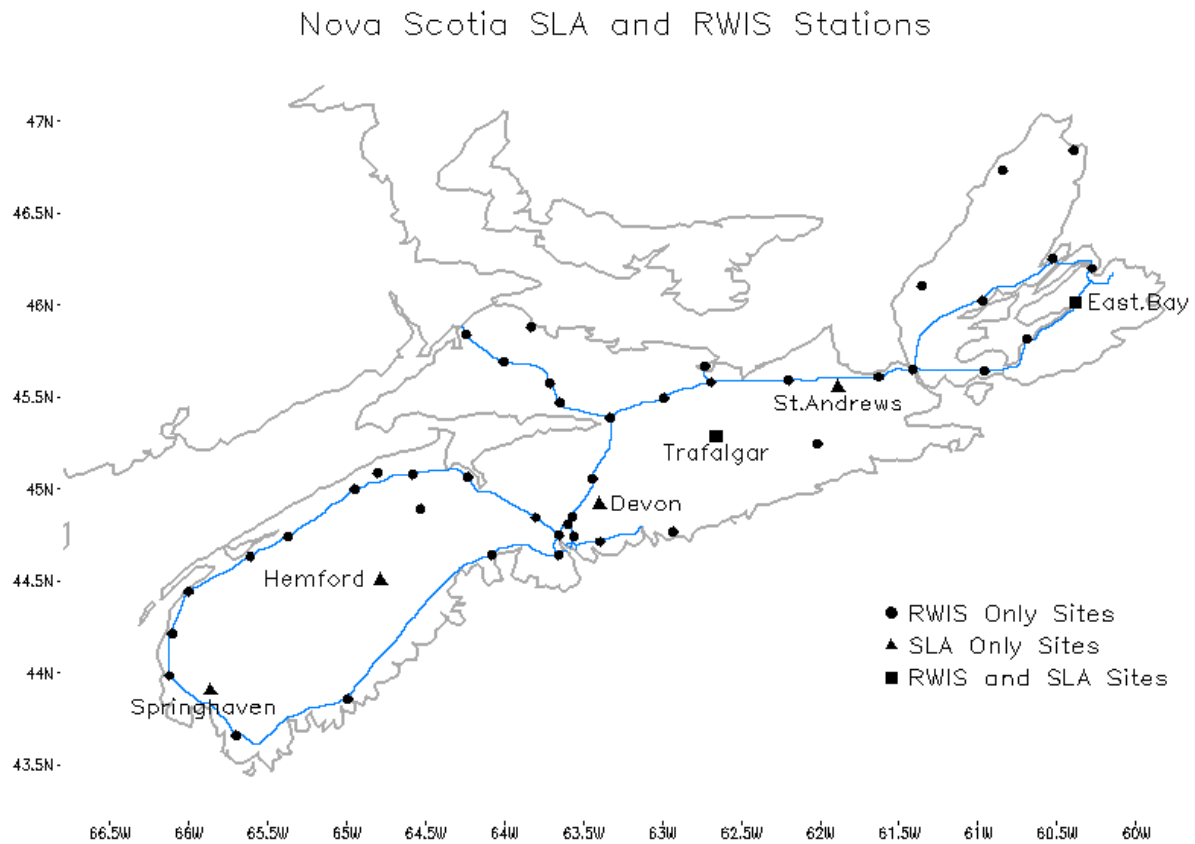 Nova Scotia SLA and RWIS Stations
47N
46.5N
46N
East.Bay
45.5N
St.Andrews
Trafalgar
45N
Devon
44.5N
Hemford
RWIS Only Sites
SLA Only Sites
44N
RWIS and SLA Sites
Springhaven
43.5N
66.5W 66W 65.5W 65W 64.5W 64W 63.5W 63W 62.5W 62W 61.5W 61W 60.5W 60W